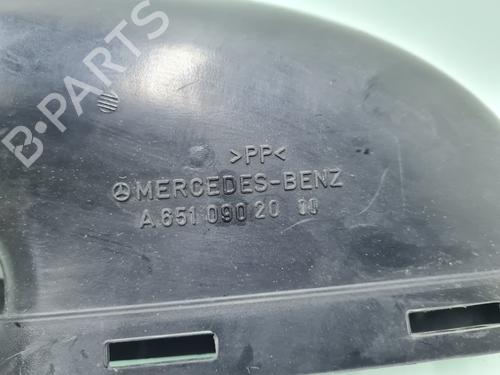 B-PARTS
>PP<
MERCEDES-BENZ
A 651 090 20 00